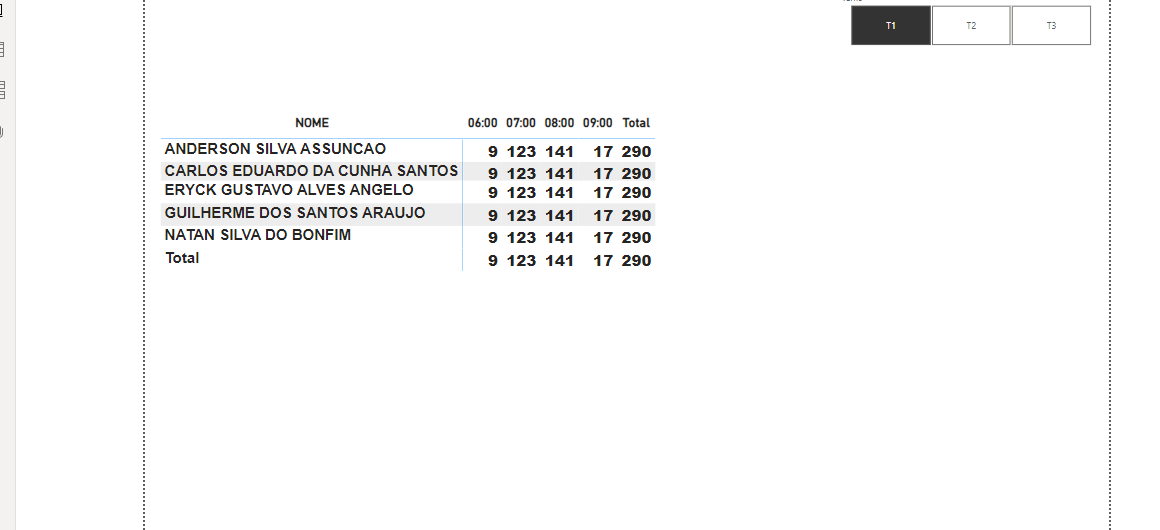 T1 T2 T3
NOME 06:00 07:00 08:00 09:00 Total
ANDERSON SILVA ASSUNCAO 9 123 141 17 290
CARLOS EDUARDO DA CUNHA SANTOS 9 123 141 17 290
ERYCK GUSTAVO ALVES ANGELO 9 123 141 17 290
GUILHERME DOS SANTOS ARAUJO 9 123 141 17 290
NATAN SILVA DO BONFIM 9 123 141 17 290
Total 9 123 141 17 290